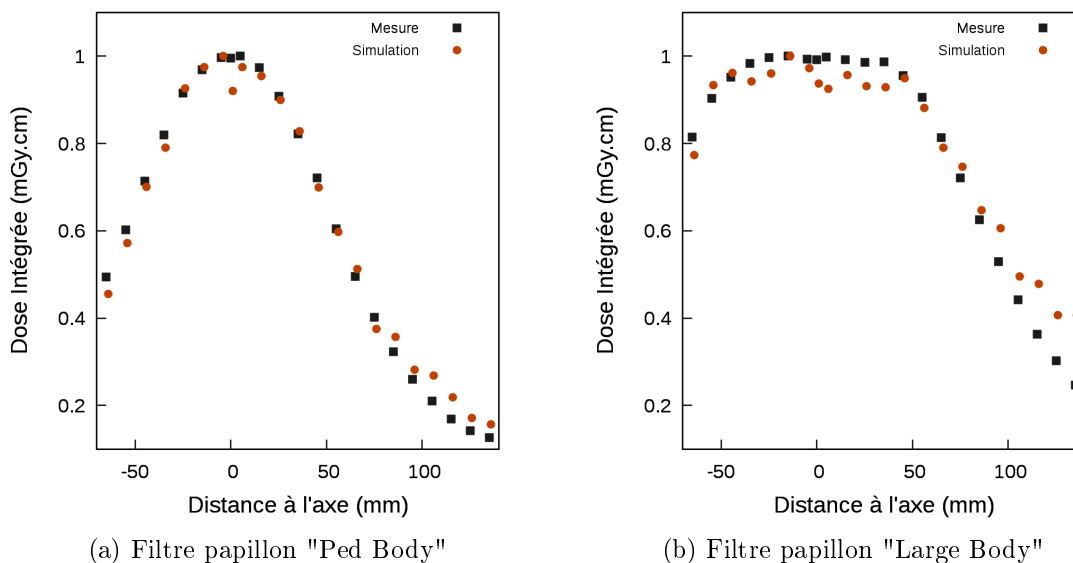 Mesure
Simulation
1
0.8
0.6
0.4
0.2
Dose Intégrée (mGy.cm)
-50 0 50 100
Distance à l'axe (mm)
(a) Filtre papillon "Ped Body"
Mesure
Simulation
1
0.8
0.6
0.4
0.2
Dose Intégrée (mGy.cm)
-50 0 50 100
Distance à l'axe (mm)
(b) Filtre papillon "Large Body"